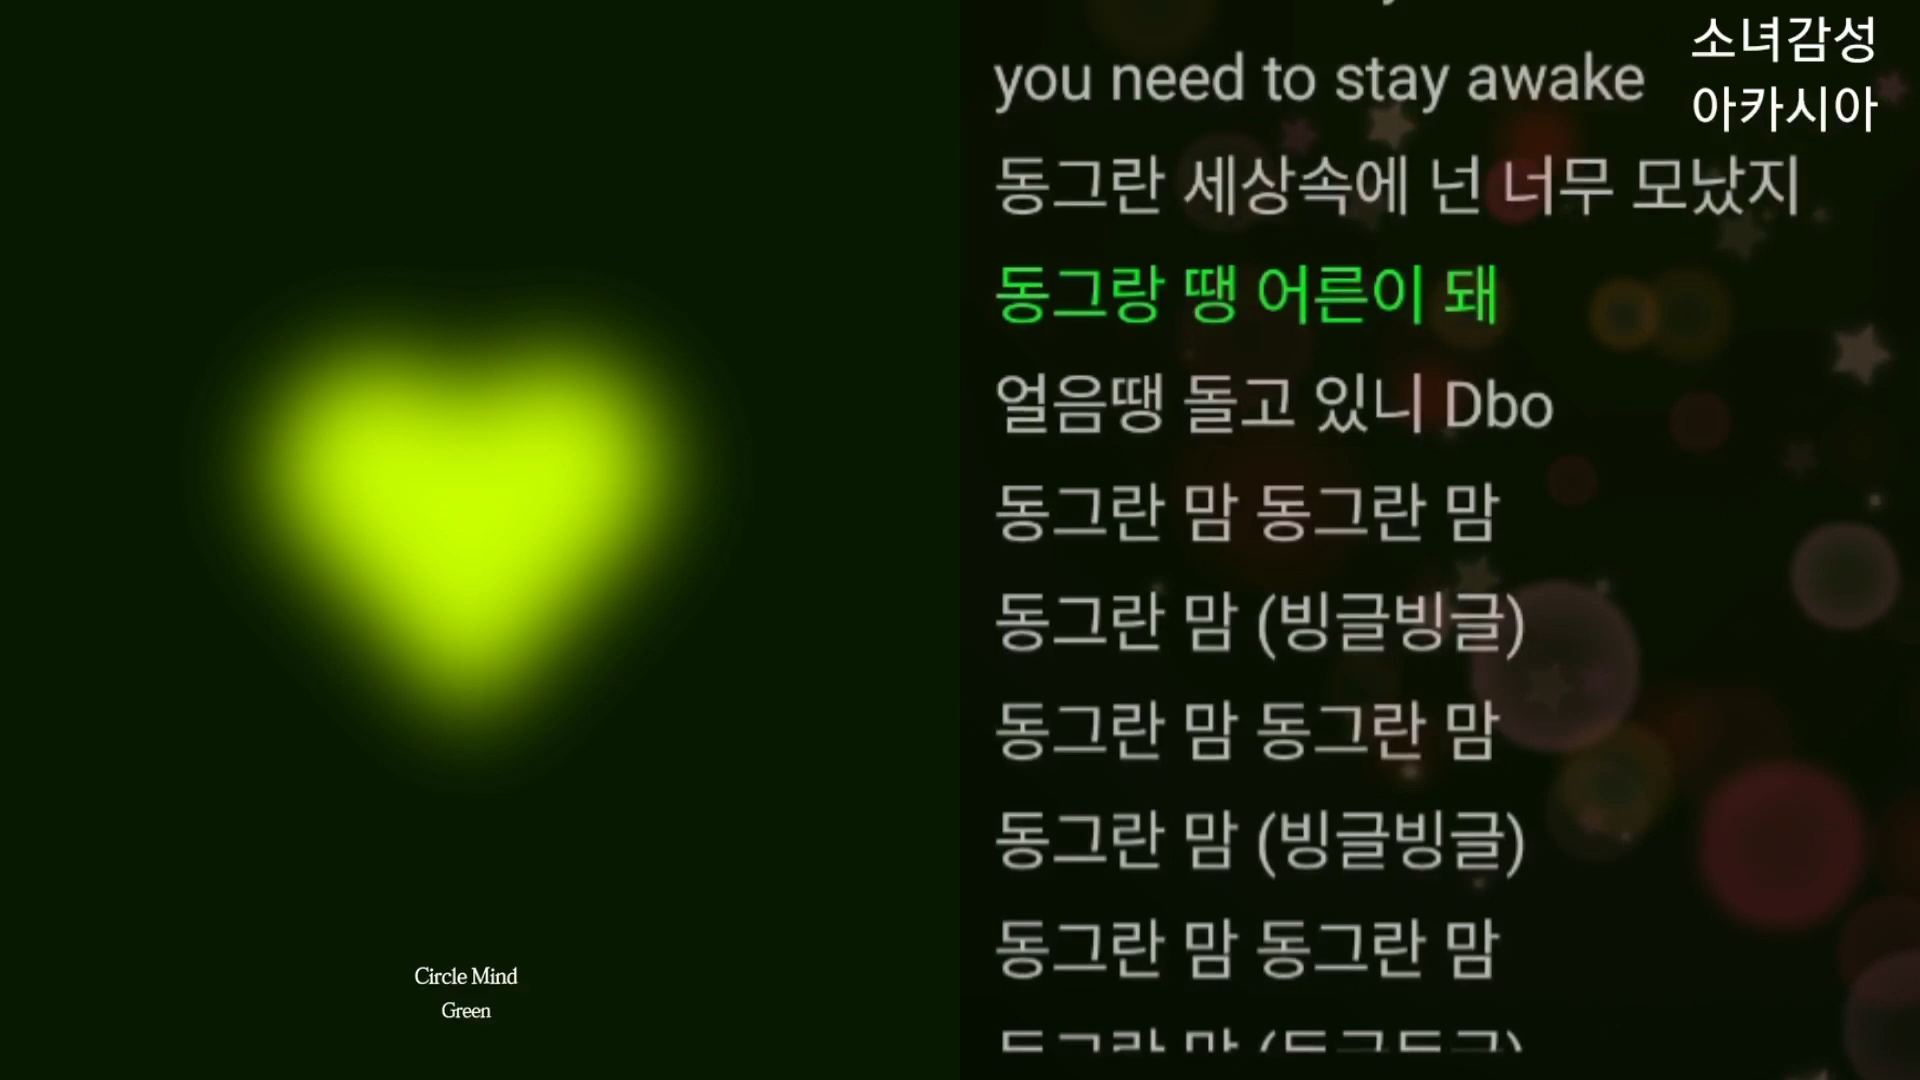 Circle Mind
Green
소녀감성
아카시아
you need to stay awake
동그란 세상속에 넌 너무 모났지
동그랑 땡 어른이 돼
얼음땡 돌고 있니 Dbo
동그란 맘 동그란 맘
동그란 맘 (빙글빙글)
동그란 맘 동그란 맘
동그란 맘 (빙글빙글)
동그란 맘 동그란 맘